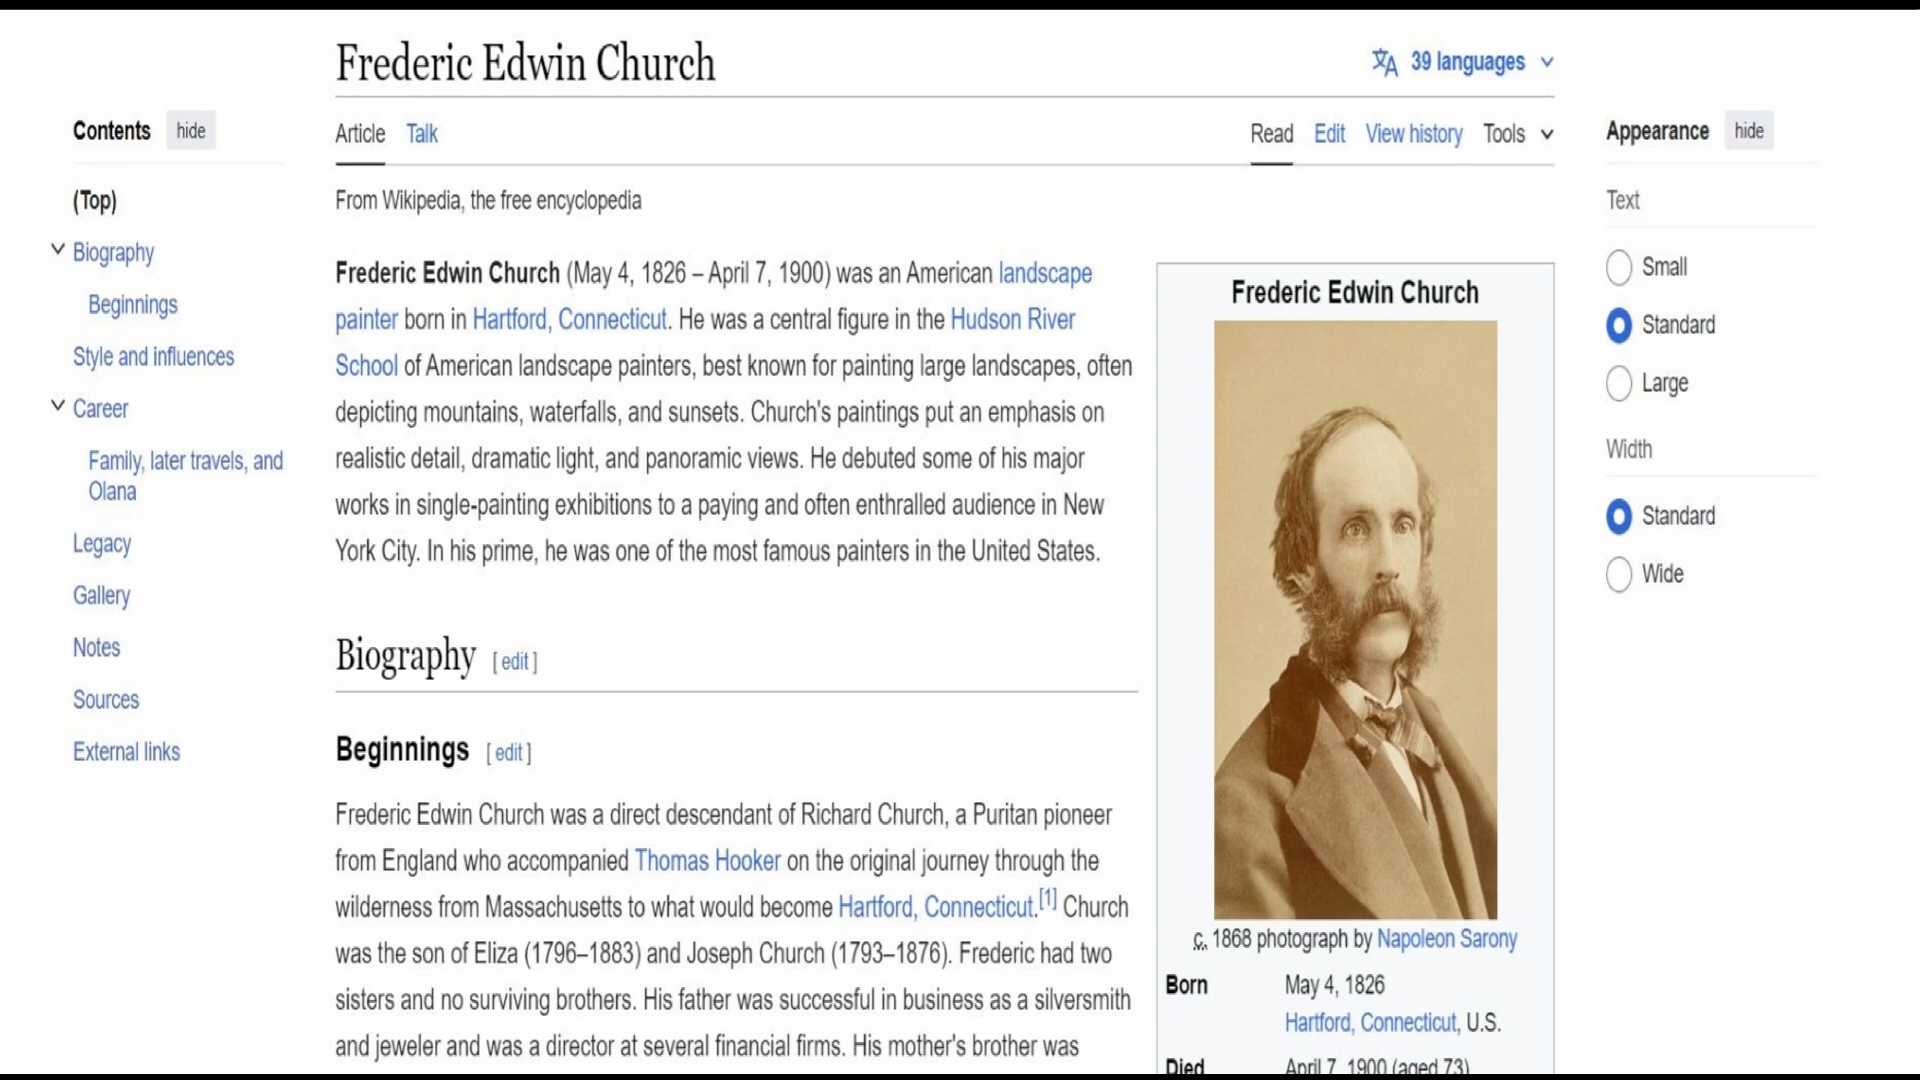 Frederic Edwin Church
39 languages
Contents hide
(Top)
Biography
Beginnings
Style and influences
Career
Family, later travels, and
Olana
Legacy
Gallery
Notes
Sources
External links
Article Talk
Read Edit View history Tools
From Wikipedia, the free encyclopedia
Frederic Edwin Church (May 4, 1826 – April 7, 1900) was an American landscape
painter born in Hartford, Connecticut. He was a central figure in the Hudson River
School of American landscape painters, best known for painting large landscapes, often
depicting mountains, waterfalls, and sunsets. Church's paintings put an emphasis on
realistic detail, dramatic light, and panoramic views. He debuted some of his major
works in single-painting exhibitions to a paying and often enthralled audience in New
York City. In his prime, he was one of the most famous painters in the United States.
Biography [ edit ]
Beginnings [ edit ]
Frederic Edwin Church was a direct descendant of Richard Church, a Puritan pioneer
from England who accompanied Thomas Hooker on the original journey through the
wilderness from Massachusetts to what would become Hartford, Connecticut.[1] Church
was the son of Eliza (1796–1883) and Joseph Church (1793–1876). Frederic had two
sisters and no surviving brothers. His father was successful in business as a silversmith
and jeweler and was a director at several financial firms. His mother's brother was
Frederic Edwin Church
c. 1868 photograph by Napoleon Sarony
Born May 4, 1826
Hartford, Connecticut, U.S.
Died April 7, 1900 (aged 73)
Appearance hide
Text
Small
Standard
Large
Width
Standard
Wide